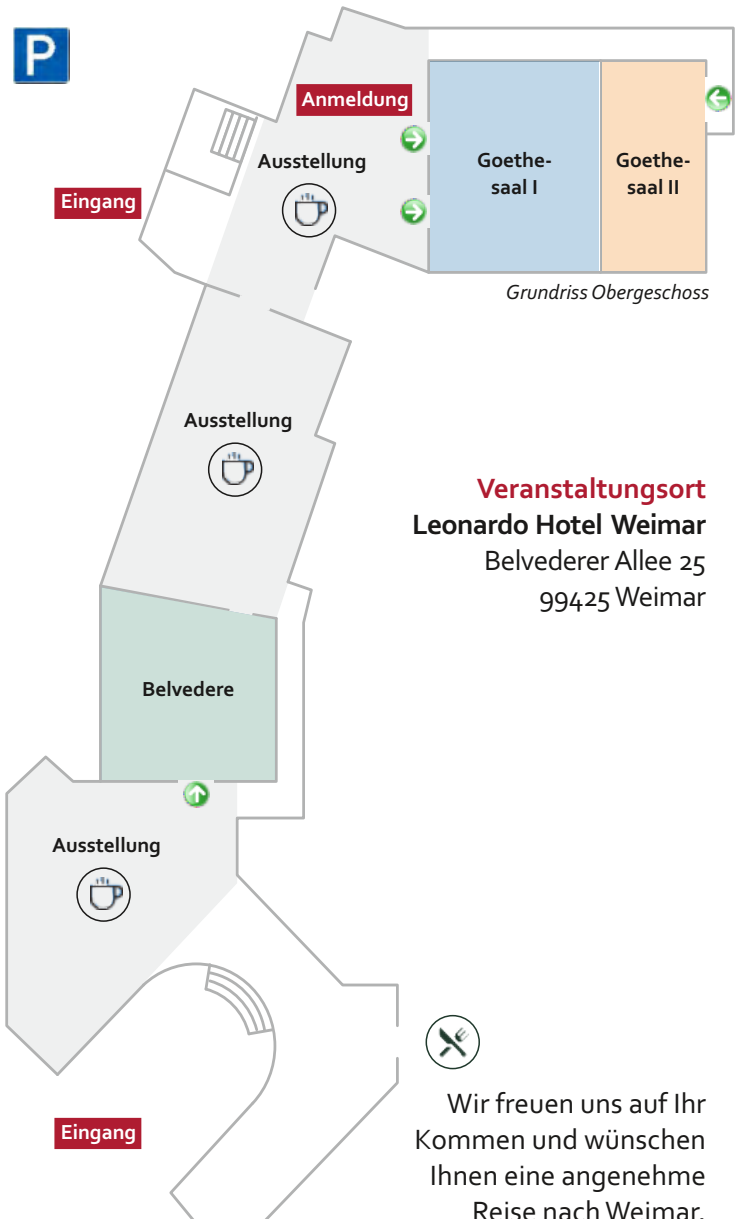 P
Anmeldung
Ausstellung
Goethe-
saal I
Goethe-
saal II
Eingang
Grundriss Obergeschoss
Ausstellung
Veranstaltungsort
Leonardo Hotel Weimar
Belvederer Allee 25
99425 Weimar
Belvedere
Ausstellung
Eingang
Wir freuen uns auf Ihr
Kommen und wünschen
Ihnen eine angenehme
Reise nach Weimar.